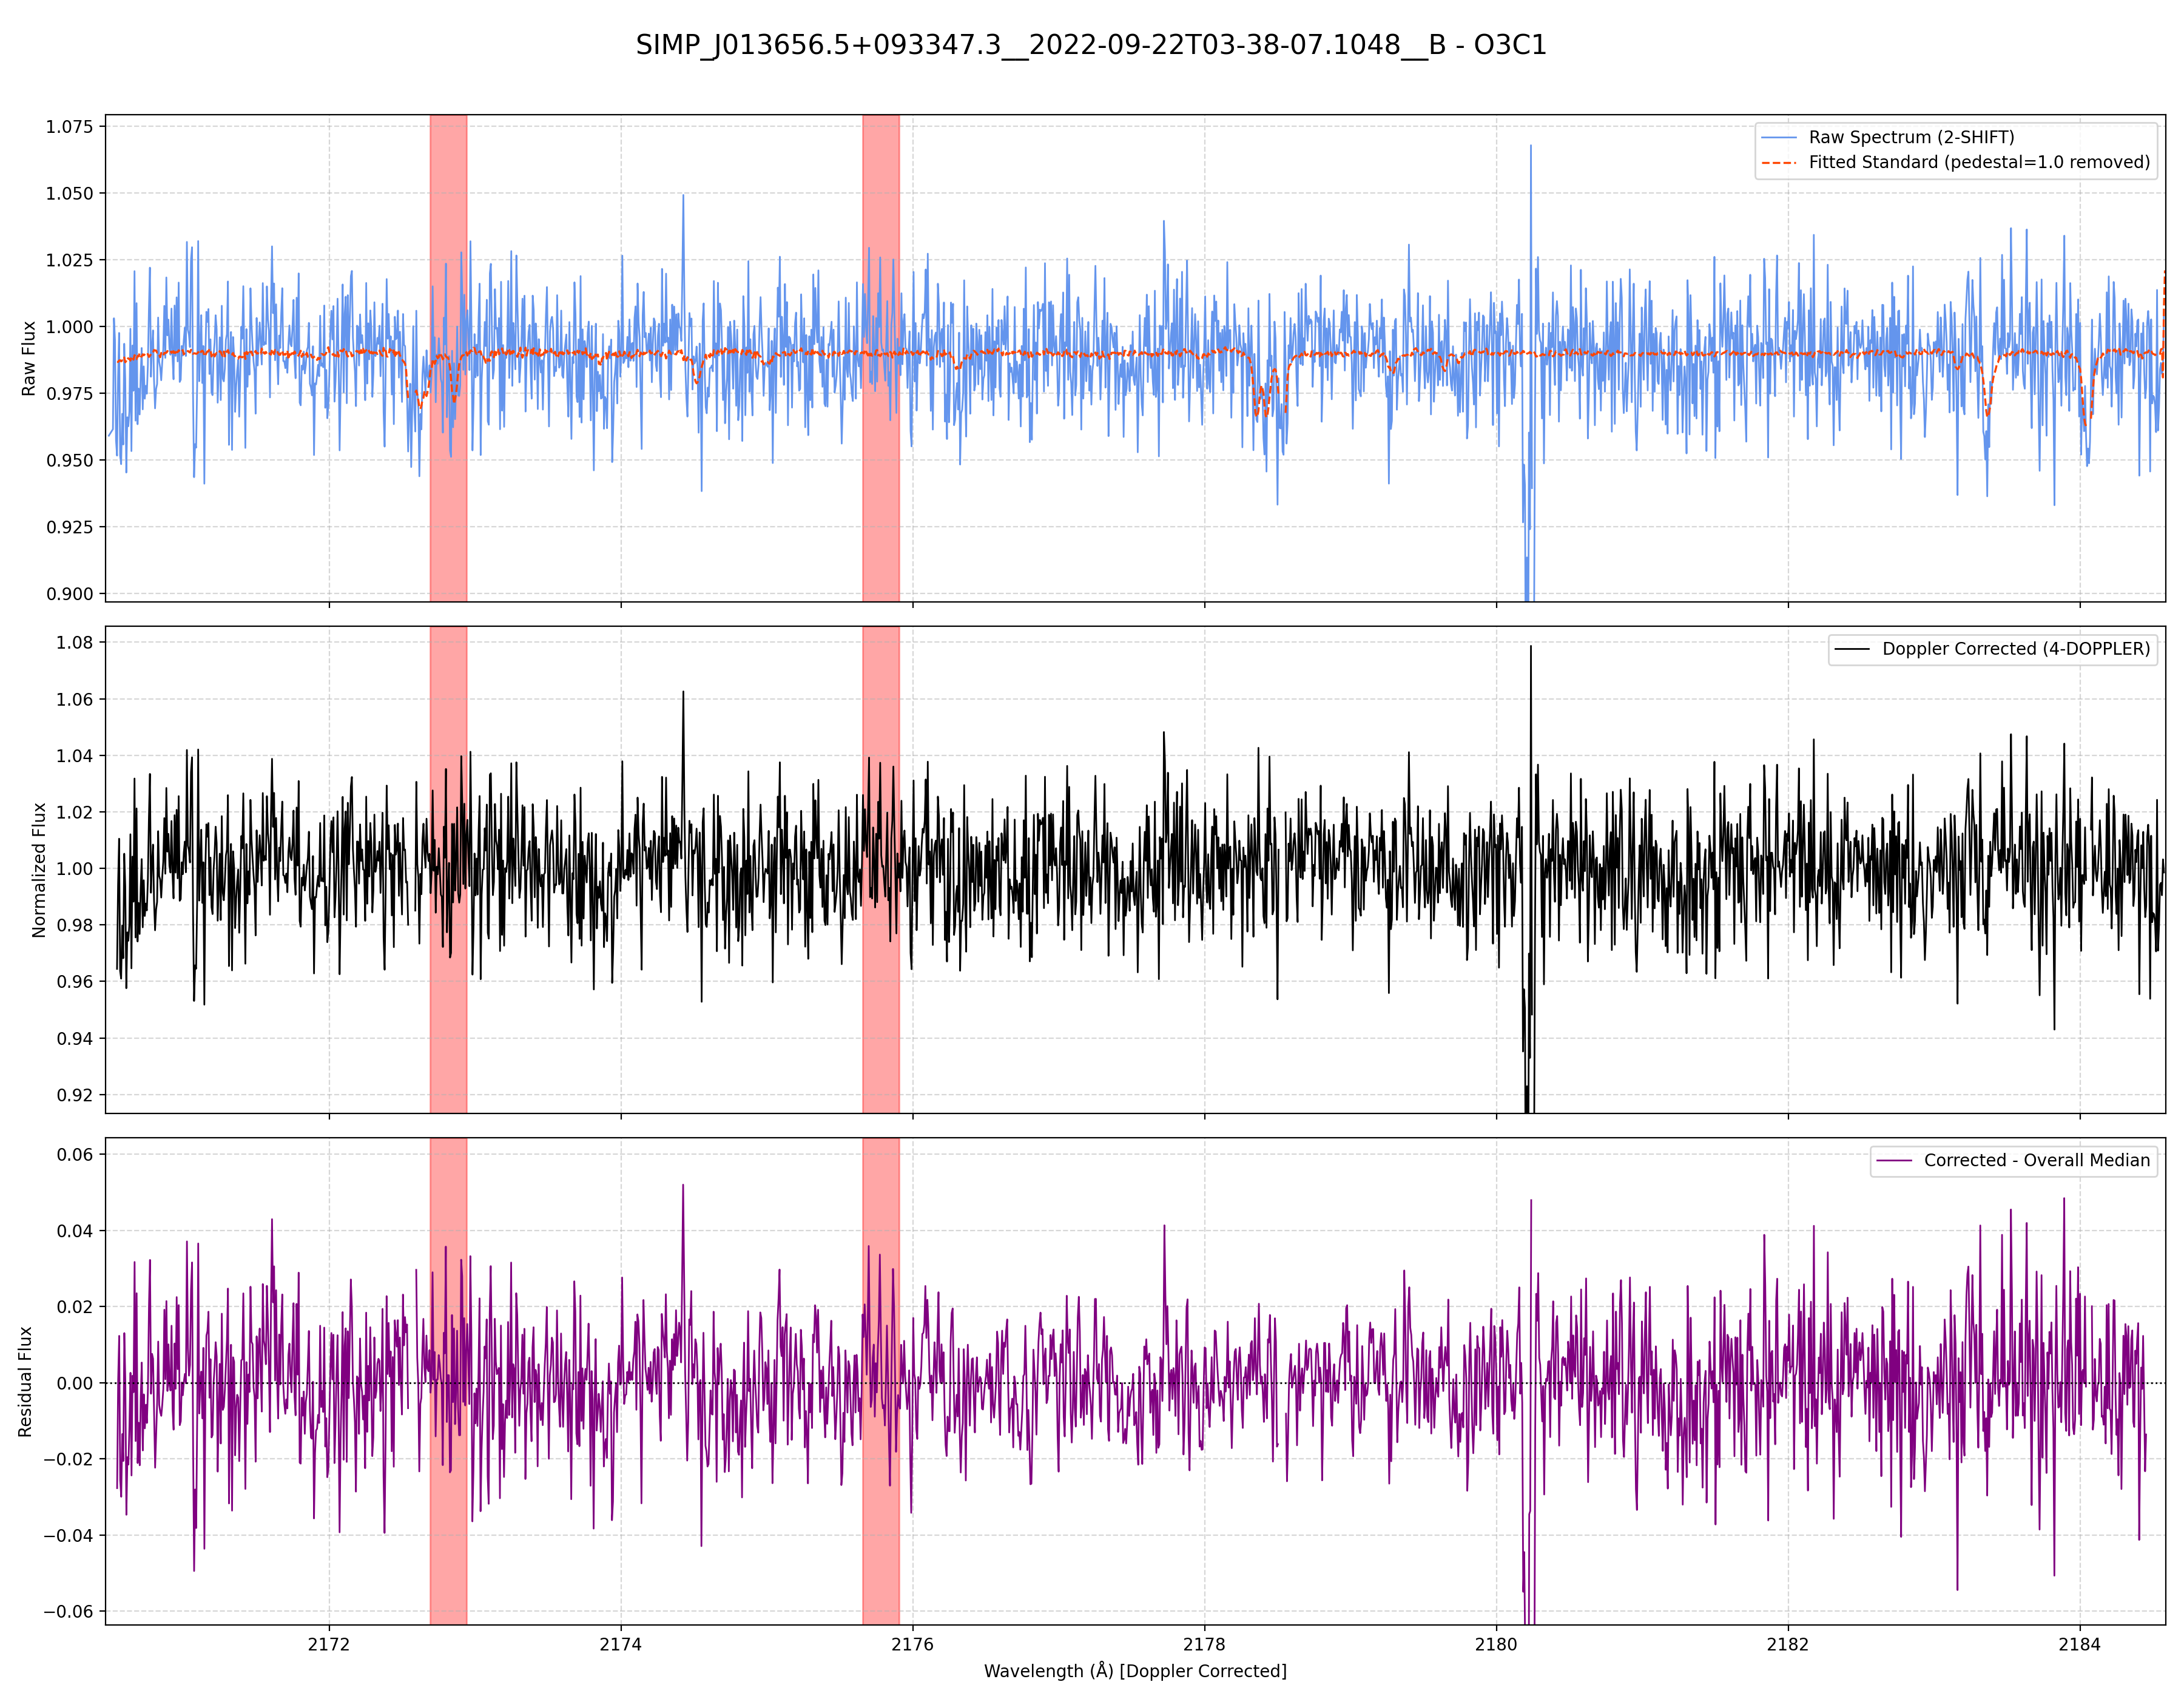 SIMP_J013656.5+093347.3__2022-09-22T03-38-07.1048__B - O3C1
Raw Flux
1.075
1.050
1.025
1.000
0.975
0.950
0.925
0.900
Raw Spectrum (2-SHIFT)
Fitted Standard (pedestal=1.0 removed)
Normalized Flux
1.08
1.06
1.04
1.02
1.00
0.98
0.96
0.94
0.92
Doppler Corrected (4-DOPPLER)
Residual Flux
0.06
0.04
0.02
0.00
−0.02
−0.04
−0.06
Corrected - Overall Median
2172 2174 2176 2178 2180 2182 2184
Wavelength (Å) [Doppler Corrected]